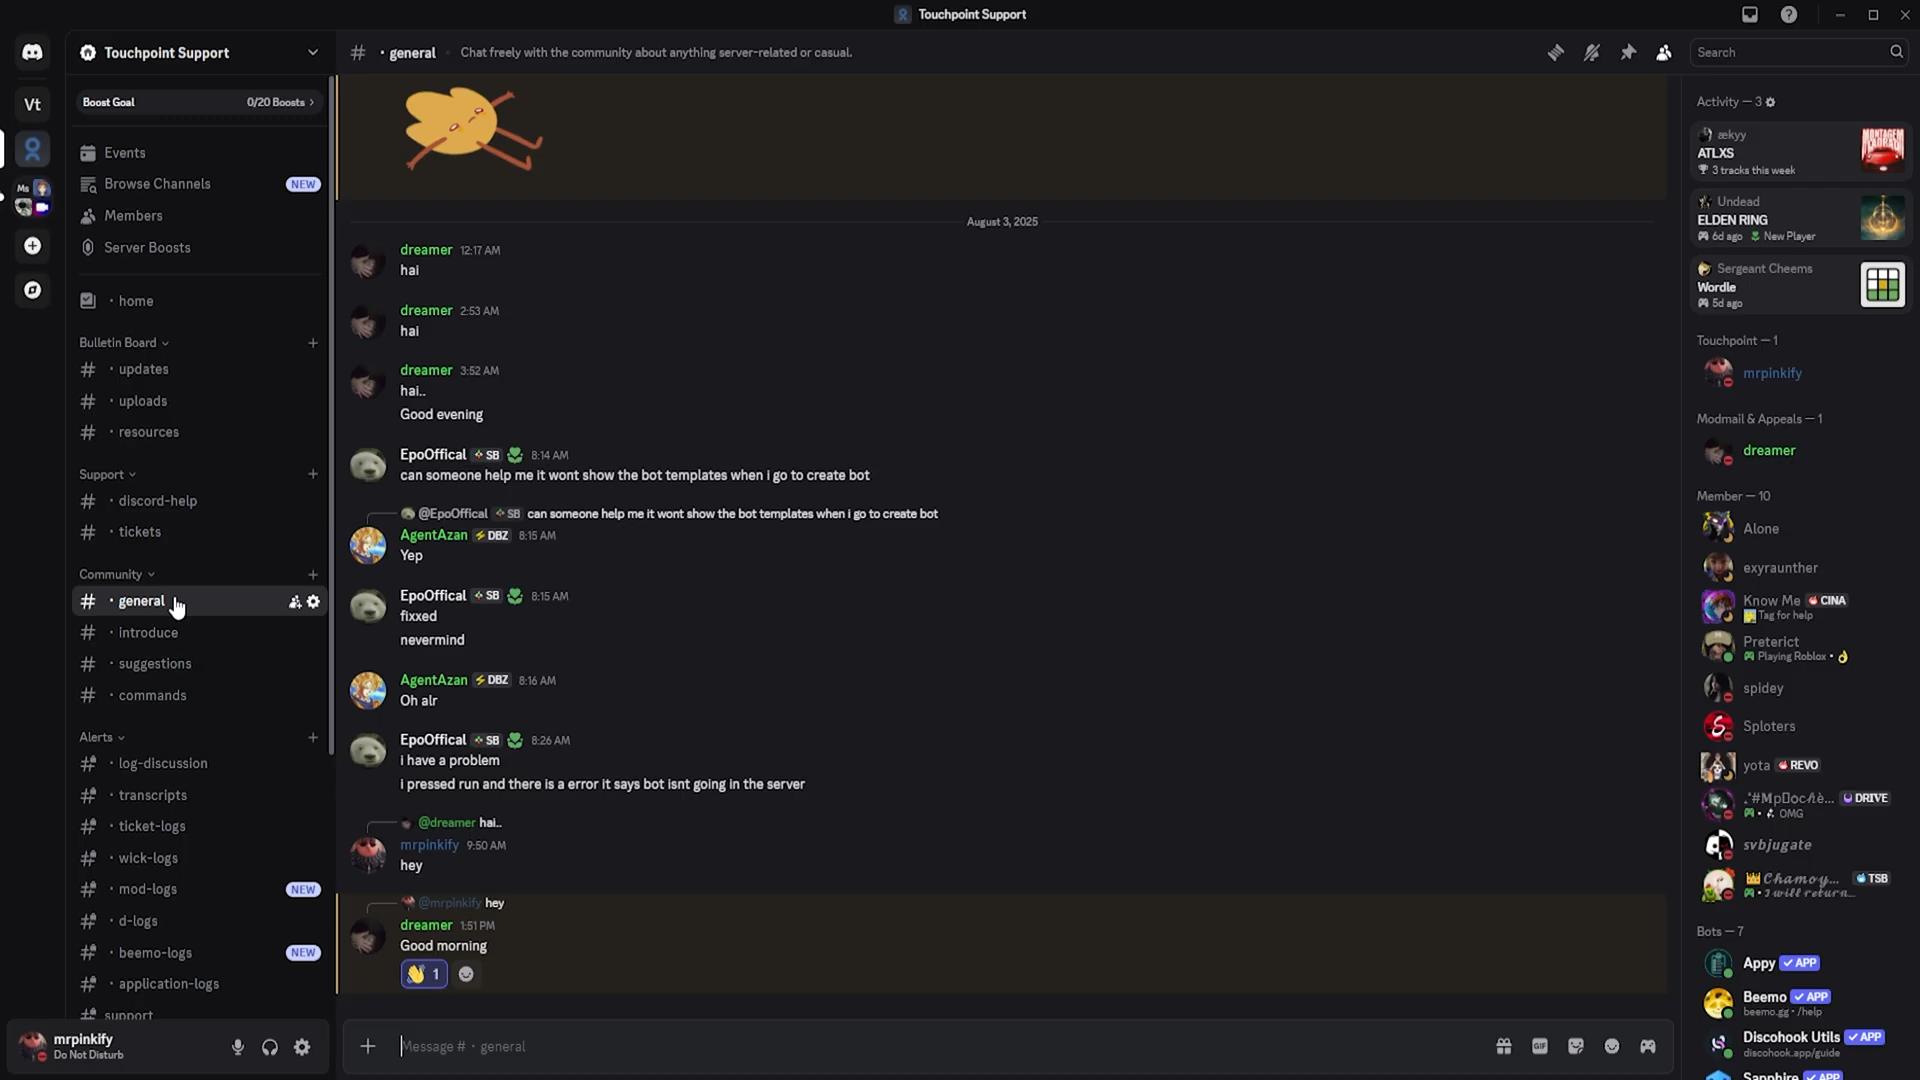 Touchpoint Support
Vt
Ms
Touchpoint Support
Boost Goal 0/20 Boosts >
Events
Browse Channels NEW
Members
Server Boosts
· home
Bulletin Board
· updates
· uploads
· resources
Support
· discord-help
· tickets
Community
· general
· introduce
· suggestions
· commands
Alerts
· log-discussion
· transcripts
· ticket-logs
· wick-logs
· mod-logs NEW
· d-logs
· beemo-logs NEW
· application-logs
support
mrpinkify
Do Not Disturb
# · general Chat freely with the community about anything server-related or casual.
August 3, 2025
dreamer 12:17 AM
hai
dreamer 2:53 AM
hai
dreamer 3:52 AM
hai..
Good evening
EpoOffical SB 8:14 AM
can someone help me it wont show the bot templates when i go to create bot
@EpoOffical SB can someone help me it wont show the bot templates when i go to create bot
AgentAzan ⚡DBZ 8:15 AM
Yep
EpoOffical SB 8:15 AM
fixxed
nevermind
AgentAzan ⚡DBZ 8:16 AM
Oh alr
EpoOffical SB 8:26 AM
i have a problem
i pressed run and there is a error it says bot isnt going in the server
@dreamer hai..
mrpinkify 9:50 AM
hey
@mrpinkify hey
dreamer 1:51 PM
Good morning
👋 1
Message # · general
GIF
Search
Activity — 3
ækyy
ATLXS
3 tracks this week
MONTAGEM
Undead
ELDEN RING
6d ago New Player
Sergeant Cheems
Wordle
5d ago
Touchpoint — 1
mrpinkify
Modmail & Appeals — 1
dreamer
Member — 10
Alone
exyraunther
Know Me CINA
Tag for help
Preterict
Playing Roblox • 👌
spidey
Sploters
yota REVO
DRIVE
OMG
svbjugate
👑 Chamoy... TSB
I will return...
Bots — 7
Appy ✓ APP
Beemo ✓ APP
beemo.gg • /help
Discohook Utils ✓ APP
discohook.app/guide
Sapphire ✓ APP